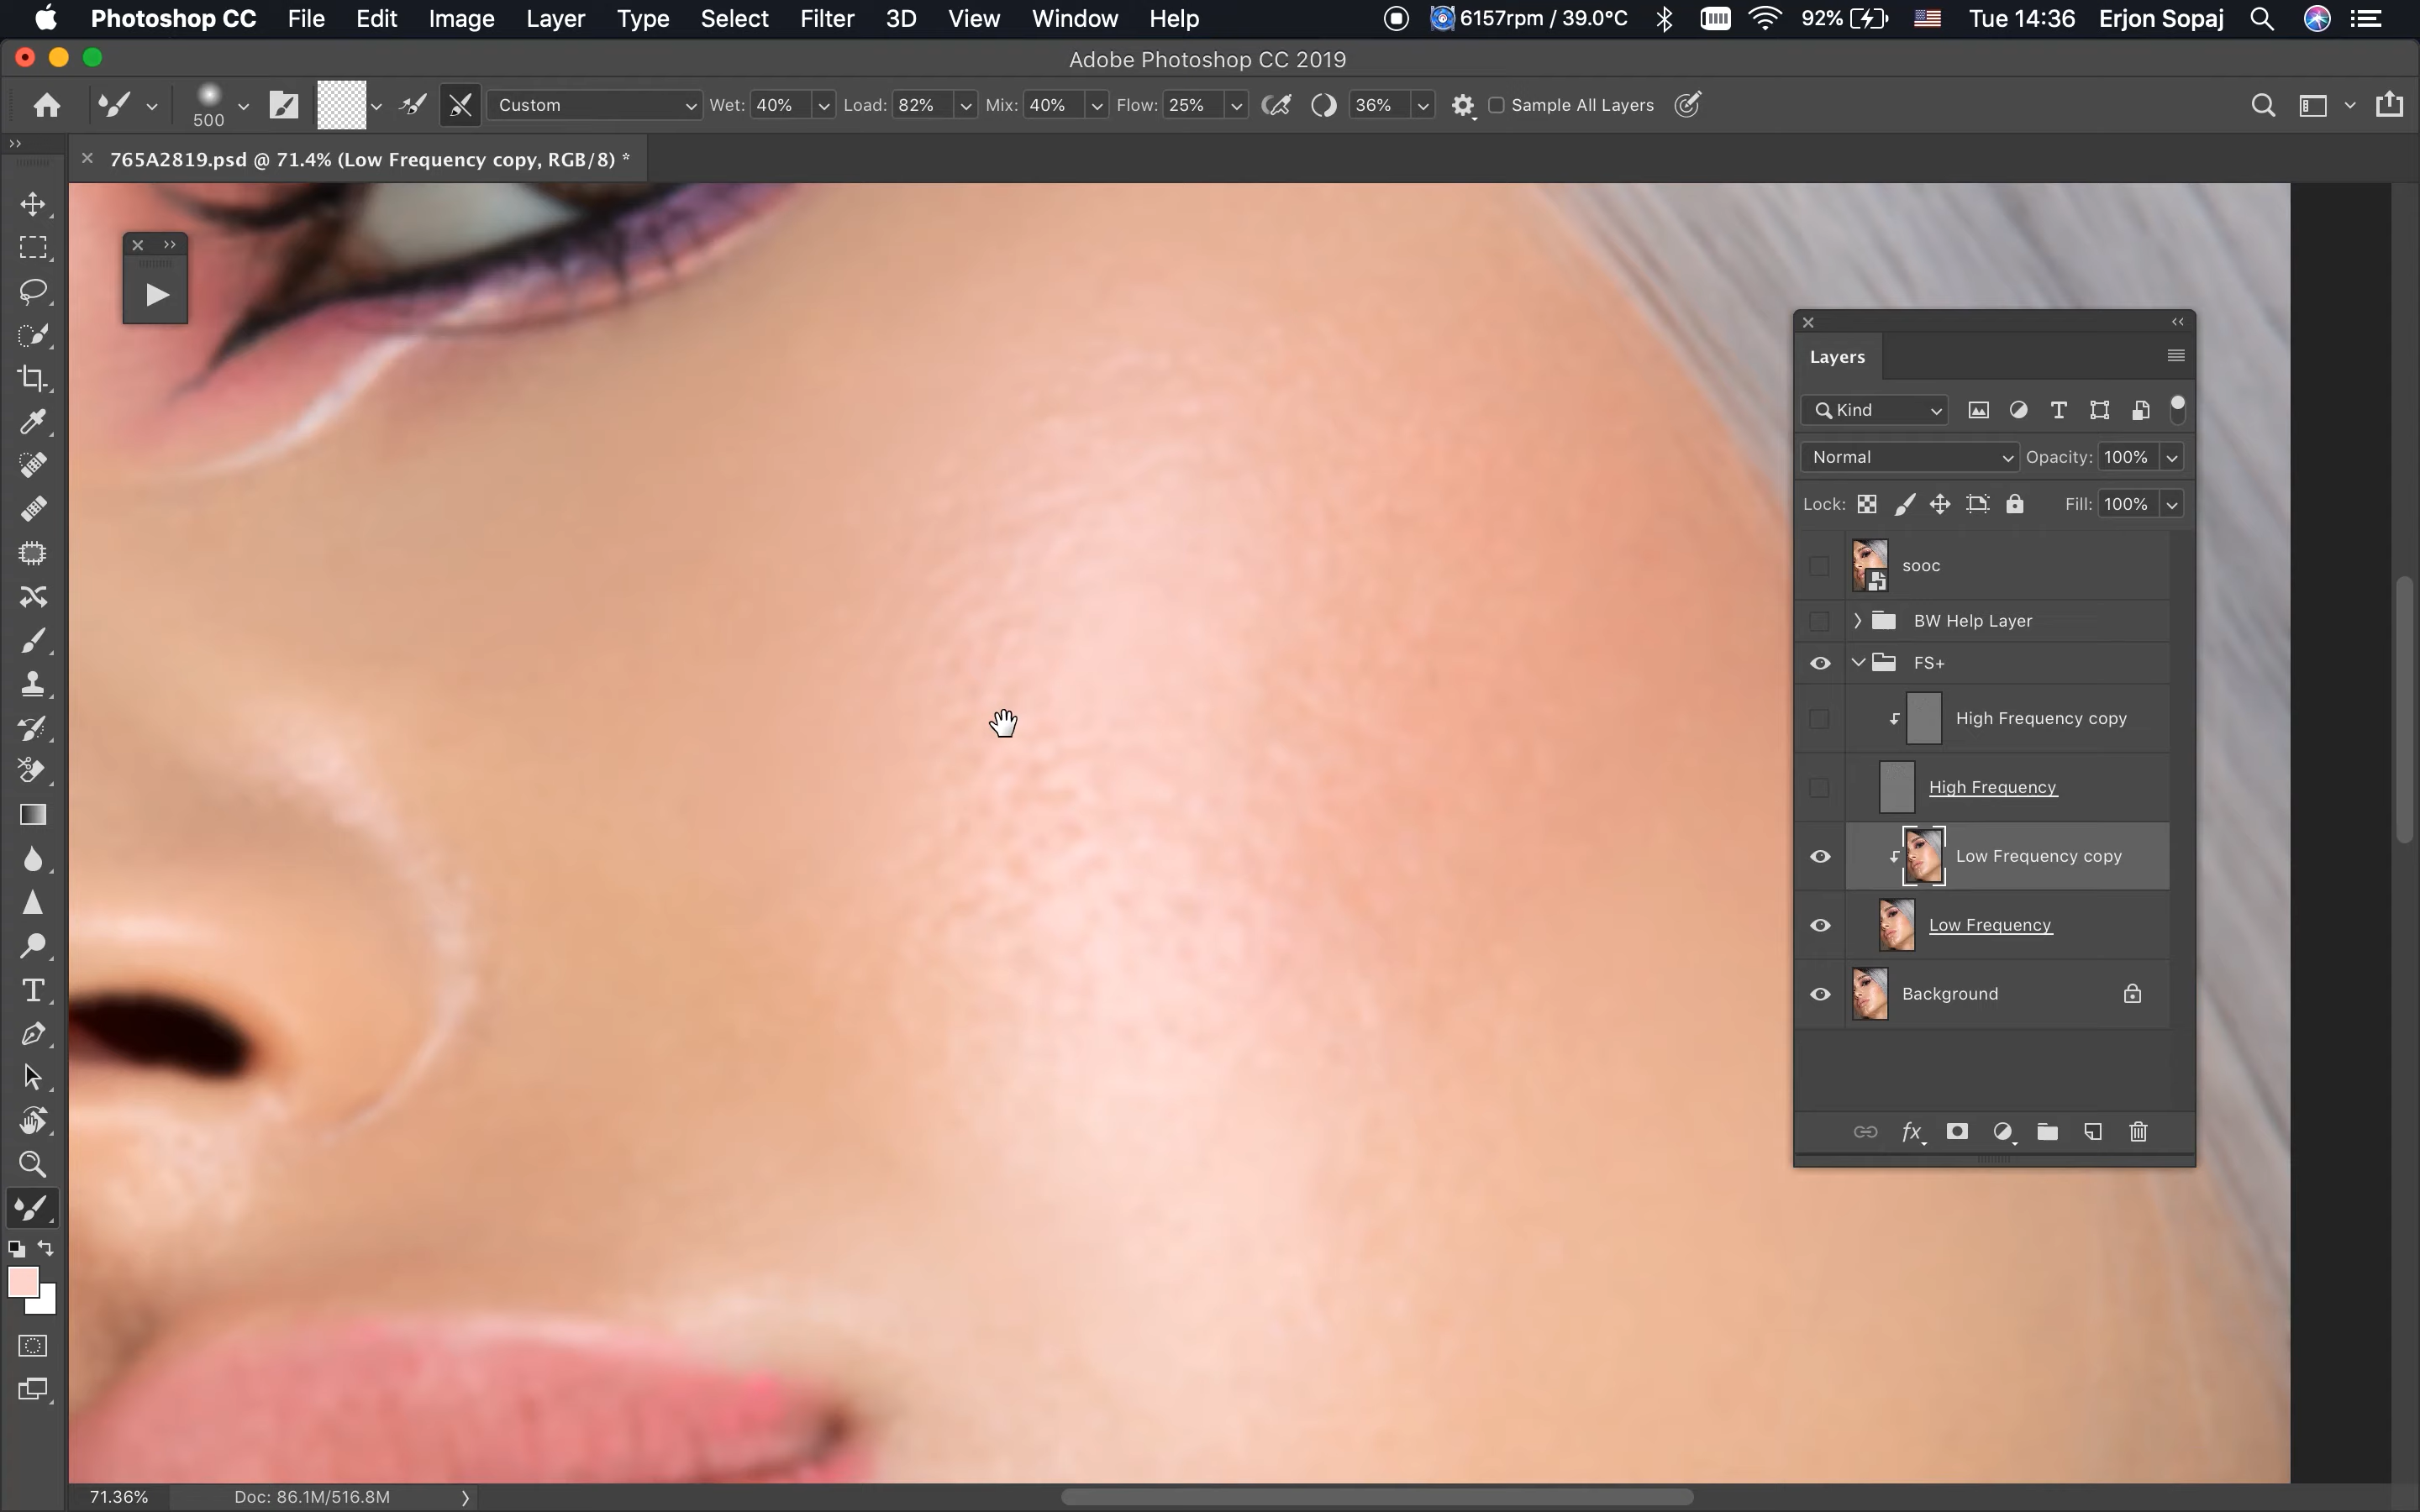 Photoshop CC File Edit Image Layer Type Select Filter 3D View Window Help 6157rpm / 39.0°C 92% Tue 14:36 Erjon Sopaj
Adobe Photoshop CC 2019
500 Custom Wet: 40% Load: 82% Mix: 40% Flow: 25% 36% Sample All Layers
765A2819.psd @ 71.4% (Low Frequency copy, RGB/8) *
Layers
Kind
Normal Opacity: 100%
Lock: Fill: 100%
sooc
BW Help Layer
FS+
High Frequency copy
High Frequency
Low Frequency copy
Low Frequency
Background
fx
71.36% Doc: 86.1M/516.8M